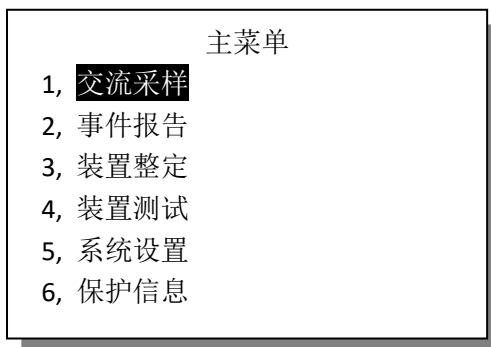 主菜单
1, 交流采样
2, 事件报告
3, 装置整定
4, 装置测试
5, 系统设置
6, 保护信息